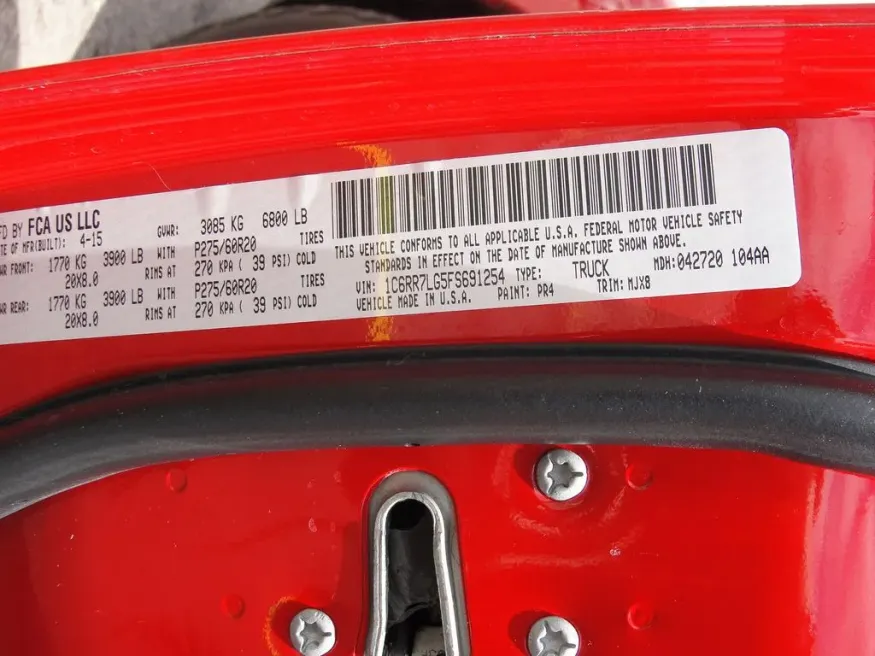 FD BY FCA US LLC
ATE OF MFR(BUILT): 4-15 GVWR: 3085 KG 6800 LB
WR FRONT: 1770 KG 3900 LB WITH P275/60R20 TIRES
20X8.0 RIMS AT 270 KPA ( 39 PSI) COLD
WR REAR: 1770 KG 3900 LB WITH P275/60R20 TIRES
20X8.0 RIMS AT 270 KPA ( 39 PSI) COLD
THIS VEHICLE CONFORMS TO ALL APPLICABLE U.S.A. FEDERAL MOTOR VEHICLE SAFETY
STANDARDS IN EFFECT ON THE DATE OF MANUFACTURE SHOWN ABOVE.
VIN: 1C6RR7LG5FS691254 TYPE: TRUCK MDH: 042720 104AA
VEHICLE MADE IN U.S.A. PAINT: PR4 TRIM: MJX8